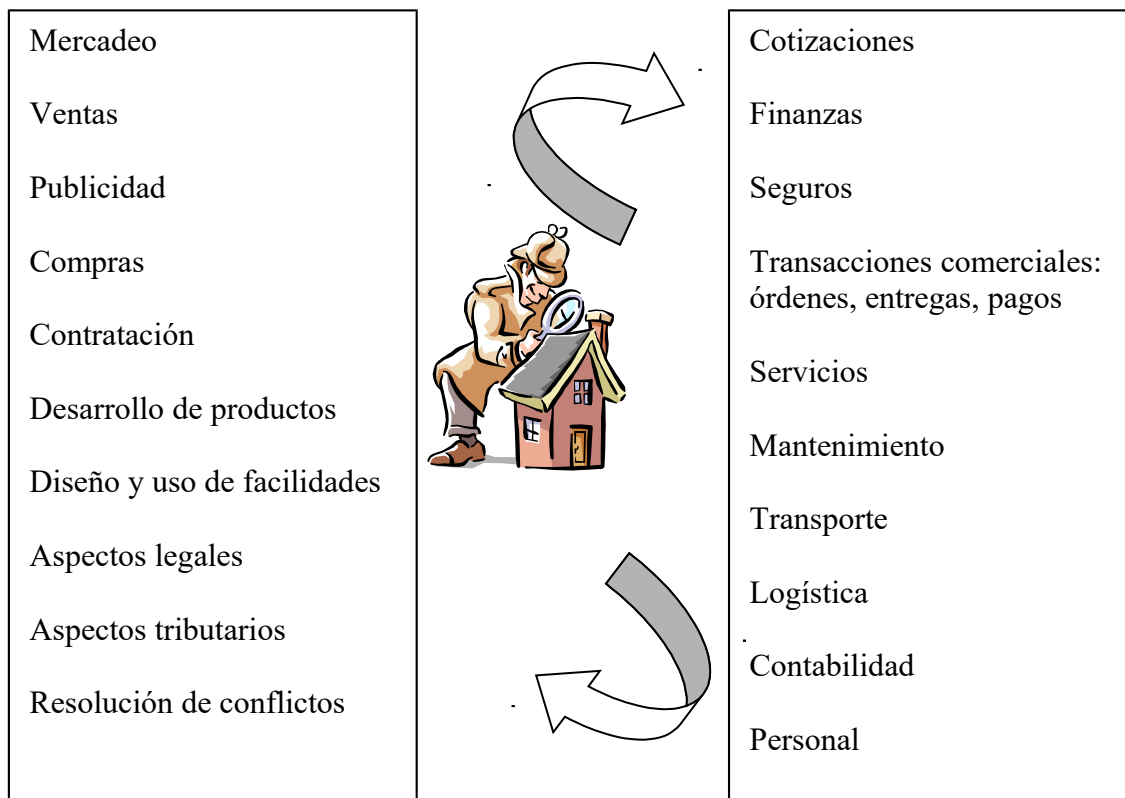 Mercadeo
Ventas
Publicidad
Compras
Contratación
Desarrollo de productos
Diseño y uso de facilidades
Aspectos legales
Aspectos tributarios
Resolución de conflictos
Cotizaciones
Finanzas
Seguros
Transacciones comerciales:
órdenes, entregas, pagos
Servicios
Mantenimiento
Transporte
Logística
Contabilidad
Personal